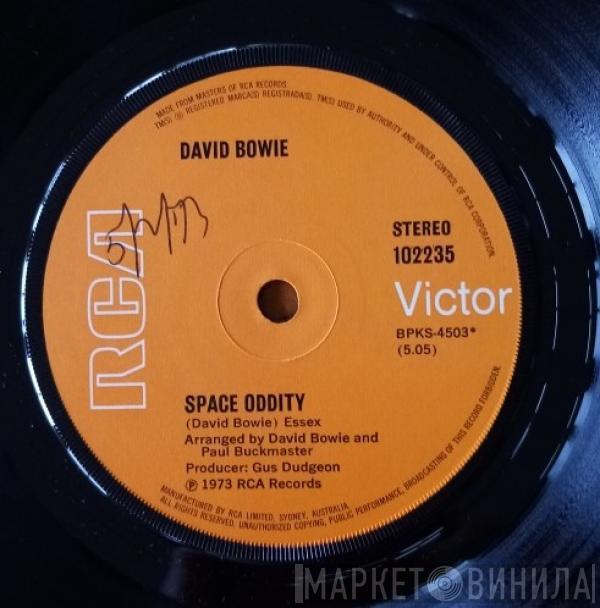 MADE FROM MASTERS OF RCA RECORDS.
TM(S) ® REGISTERED MARCA(S) REGISTRADA(S). TM(S) USED BY AUTHORITY AND UNDER CONTROL OF RCA CORPORATION.
DAVID BOWIE
RCA
STEREO
102235
Victor
BPKS-4503*
(5.05)
SPACE ODDITY
(David Bowie) Essex
Arranged by David Bowie and
Paul Buckmaster
Producer: Gus Dudgeon
℗ 1973 RCA Records
MANUFACTURED BY RCA LIMITED, SYDNEY, AUSTRALIA.
ALL RIGHTS RESERVED. UNAUTHORIZED COPYING, PUBLIC PERFORMANCE, BROADCASTING OF THIS RECORD FORBIDDEN.
МАРКЕТ ВИНИЛА